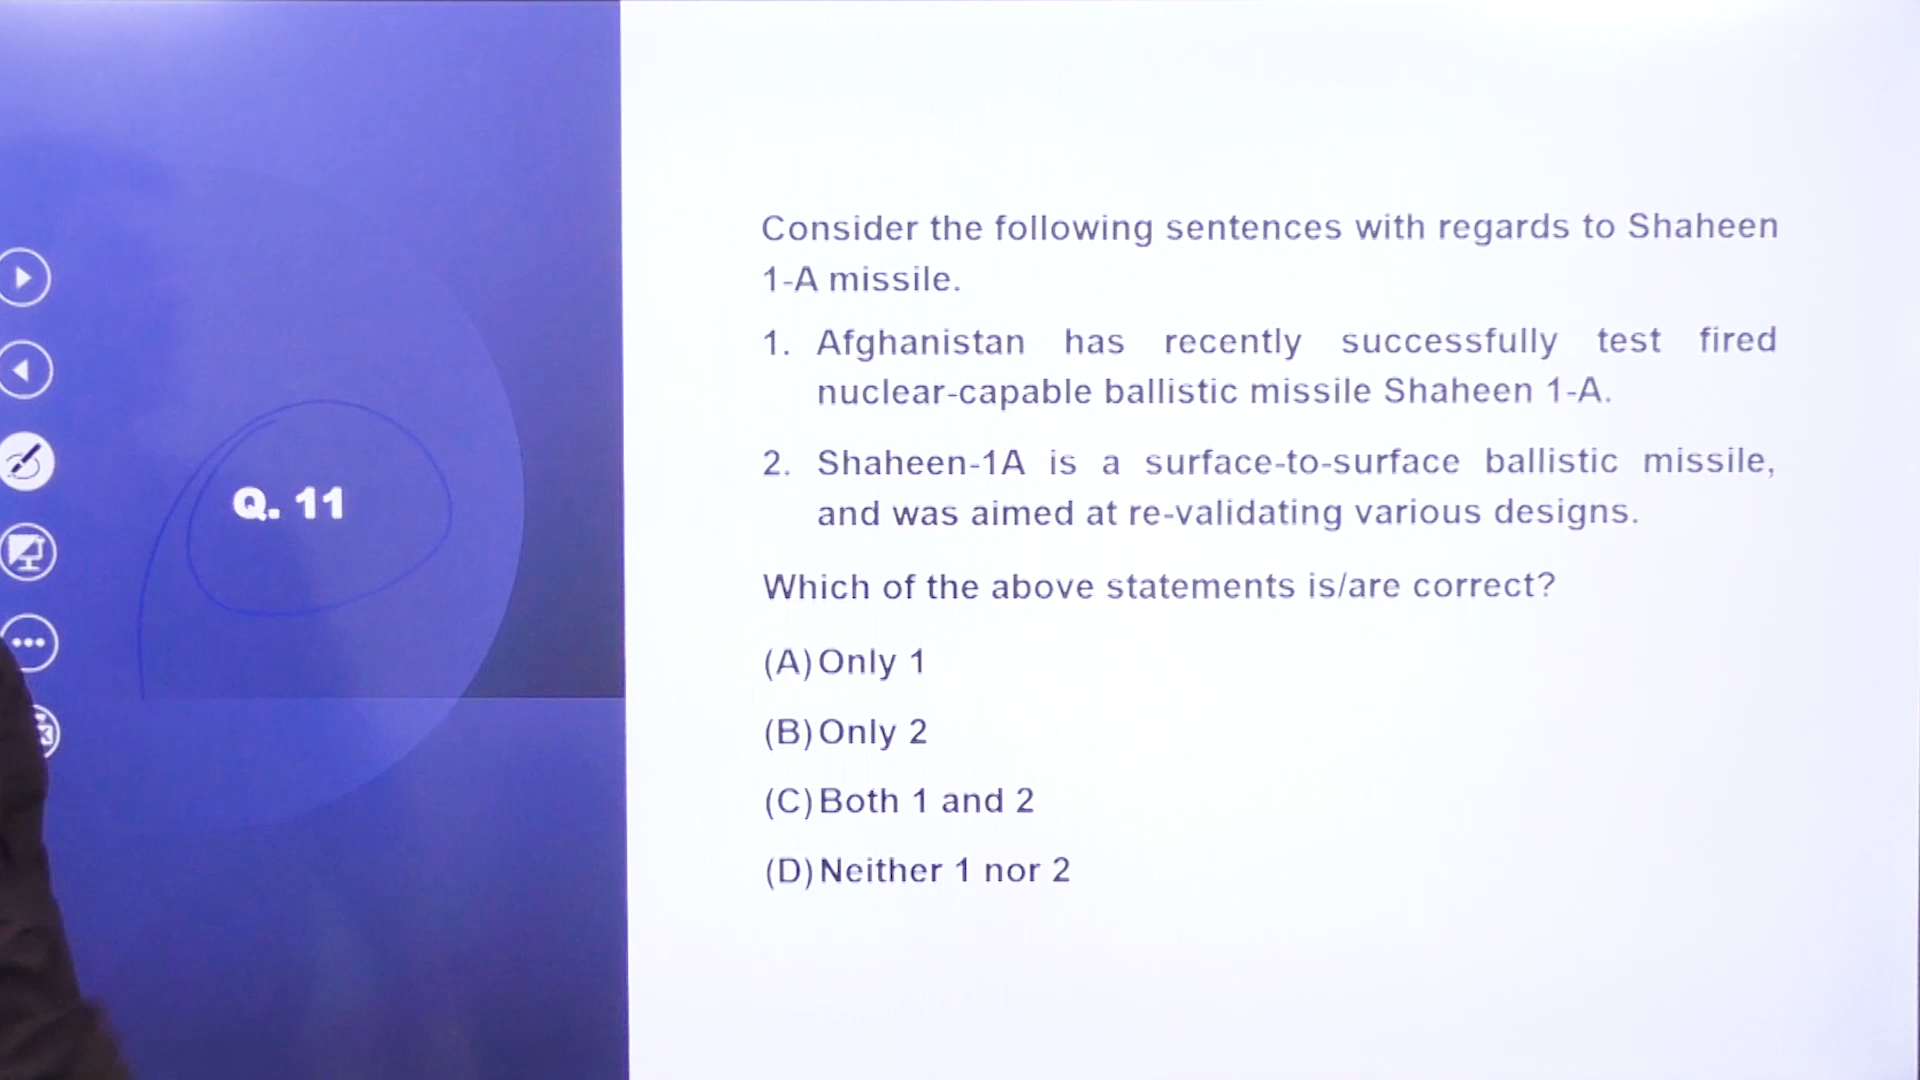 Q. 11
Consider the following sentences with regards to Shaheen
1-A missile.
1. Afghanistan has recently successfully test fired
nuclear-capable ballistic missile Shaheen 1-A.
2. Shaheen-1A is a surface-to-surface ballistic missile,
and was aimed at re-validating various designs.
Which of the above statements is/are correct?
(A) Only 1
(B) Only 2
(C) Both 1 and 2
(D) Neither 1 nor 2